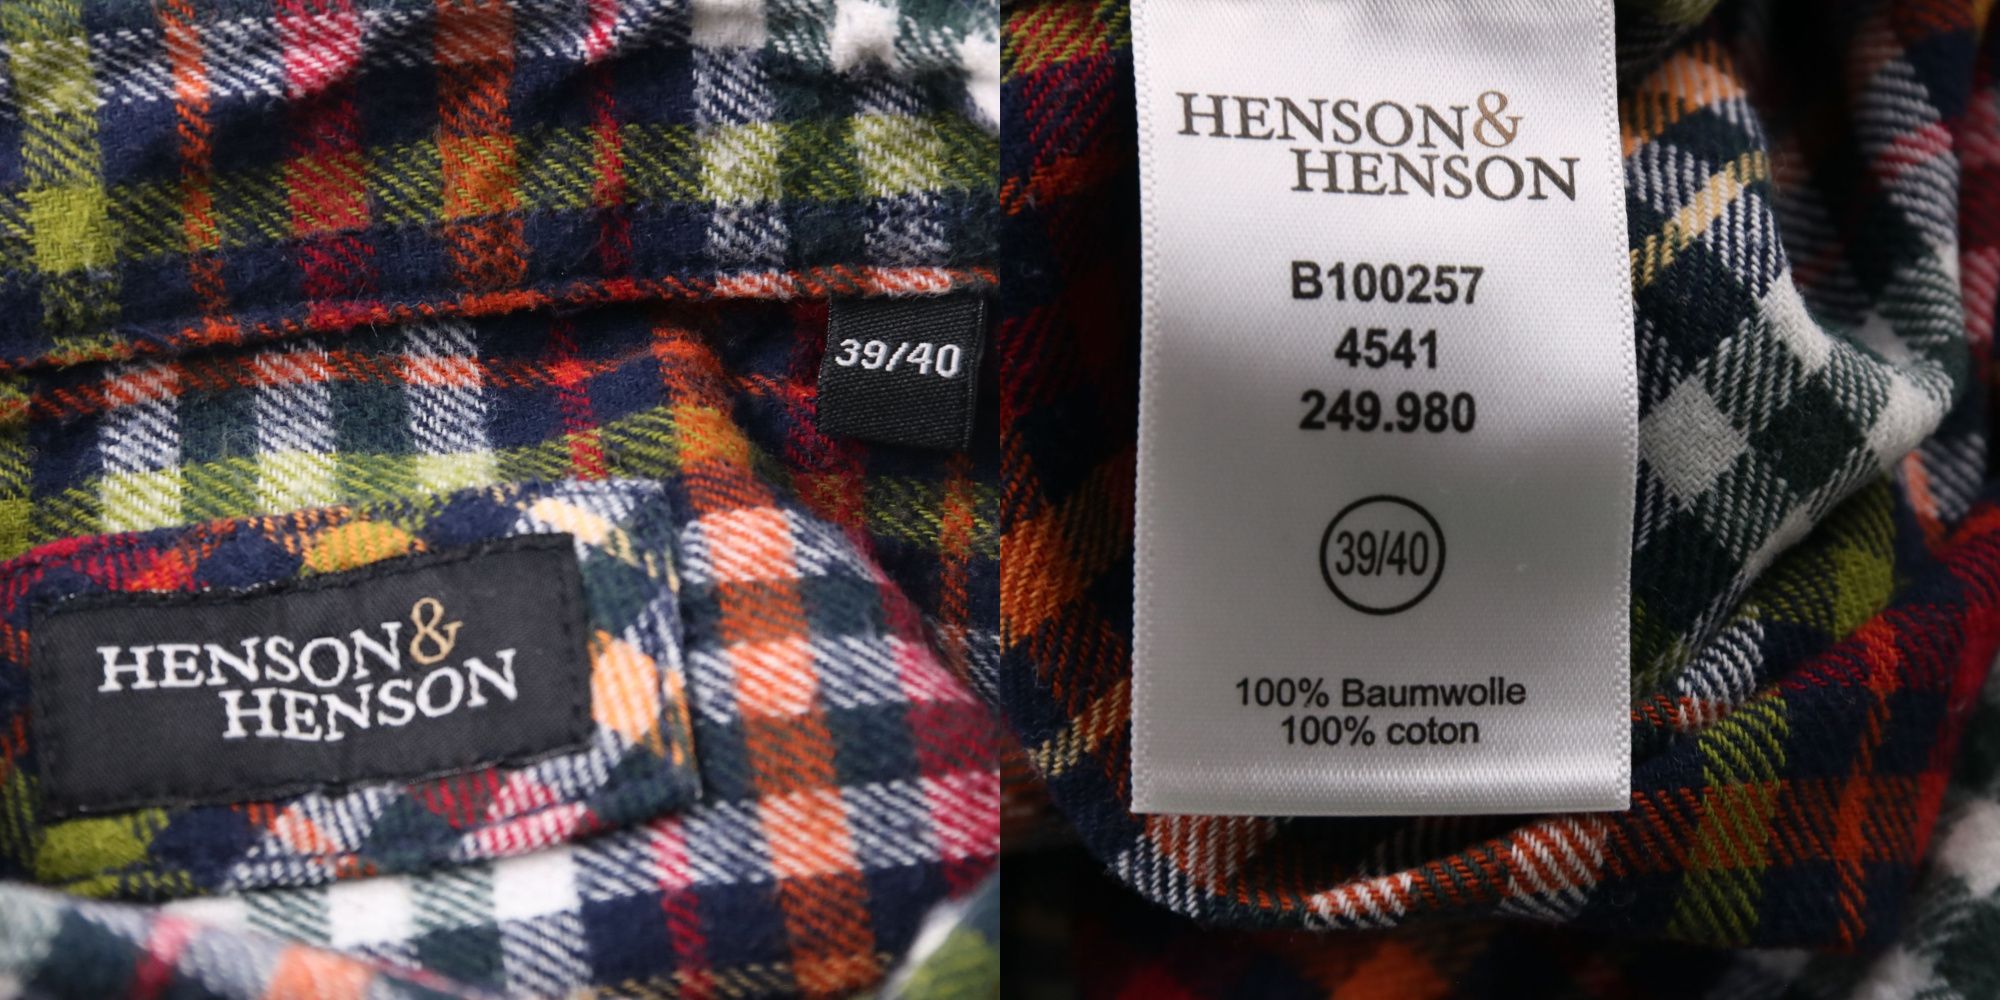 39/40
HENSON&
HENSON
HENSON&
HENSON
B100257
4541
249.980
39/40
100% Baumwolle
100% coton